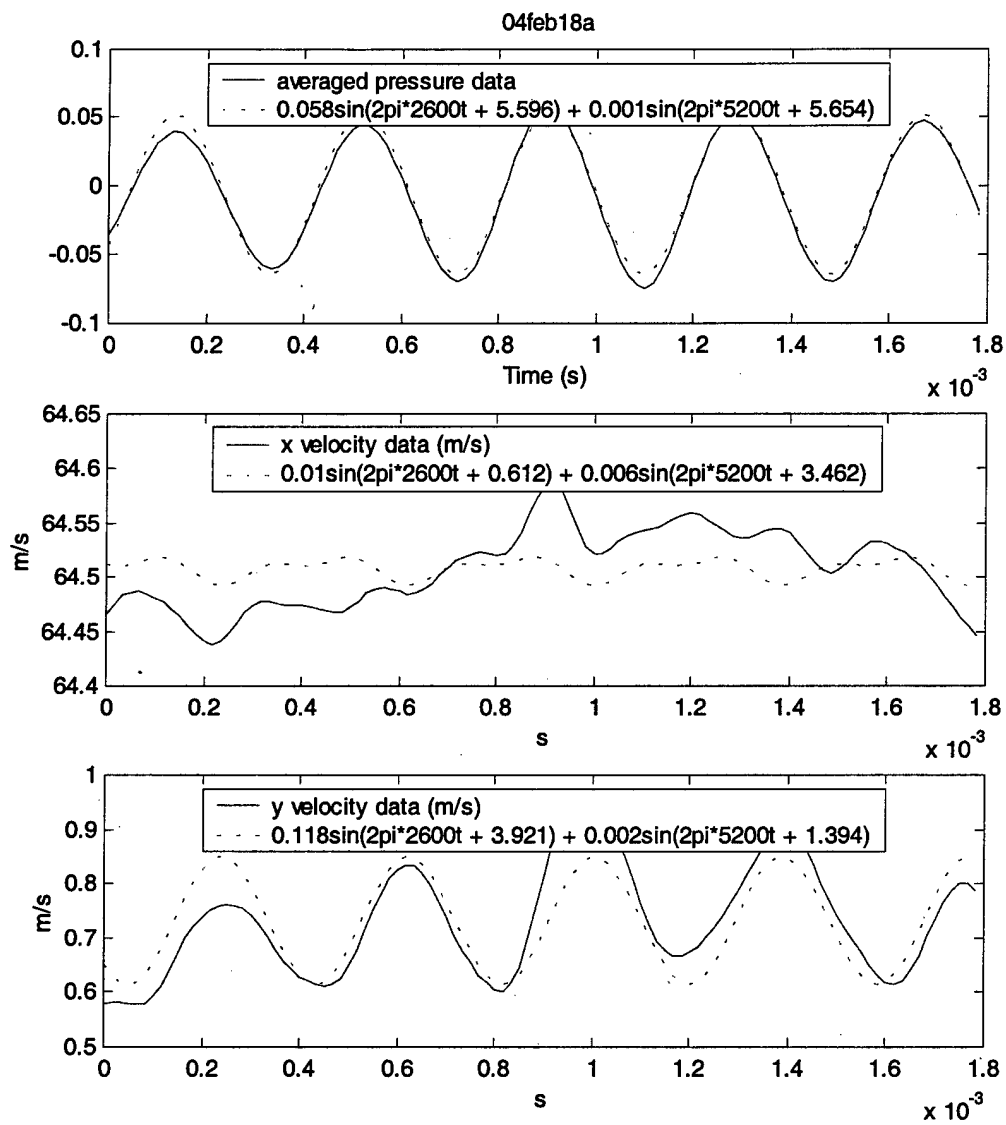 04feb18a
averaged pressure data
0.058sin(2pi*2600t + 5.596) + 0.001sin(2pi*5200t + 5.654)
0.1
0.05
0
-0.05
-0.1
0 0.2 0.4 0.6 0.8 1 1.2 1.4 1.6 1.8
Time (s)
x 10-3
x velocity data (m/s)
0.01sin(2pi*2600t + 0.612) + 0.006sin(2pi*5200t + 3.462)
64.65
64.6
64.55
64.5
64.45
64.4
m/s
0 0.2 0.4 0.6 0.8 1 1.2 1.4 1.6 1.8
s
x 10-3
y velocity data (m/s)
0.118sin(2pi*2600t + 3.921) + 0.002sin(2pi*5200t + 1.394)
1
0.9
0.8
0.7
0.6
0.5
m/s
0 0.2 0.4 0.6 0.8 1 1.2 1.4 1.6 1.8
s
x 10-3